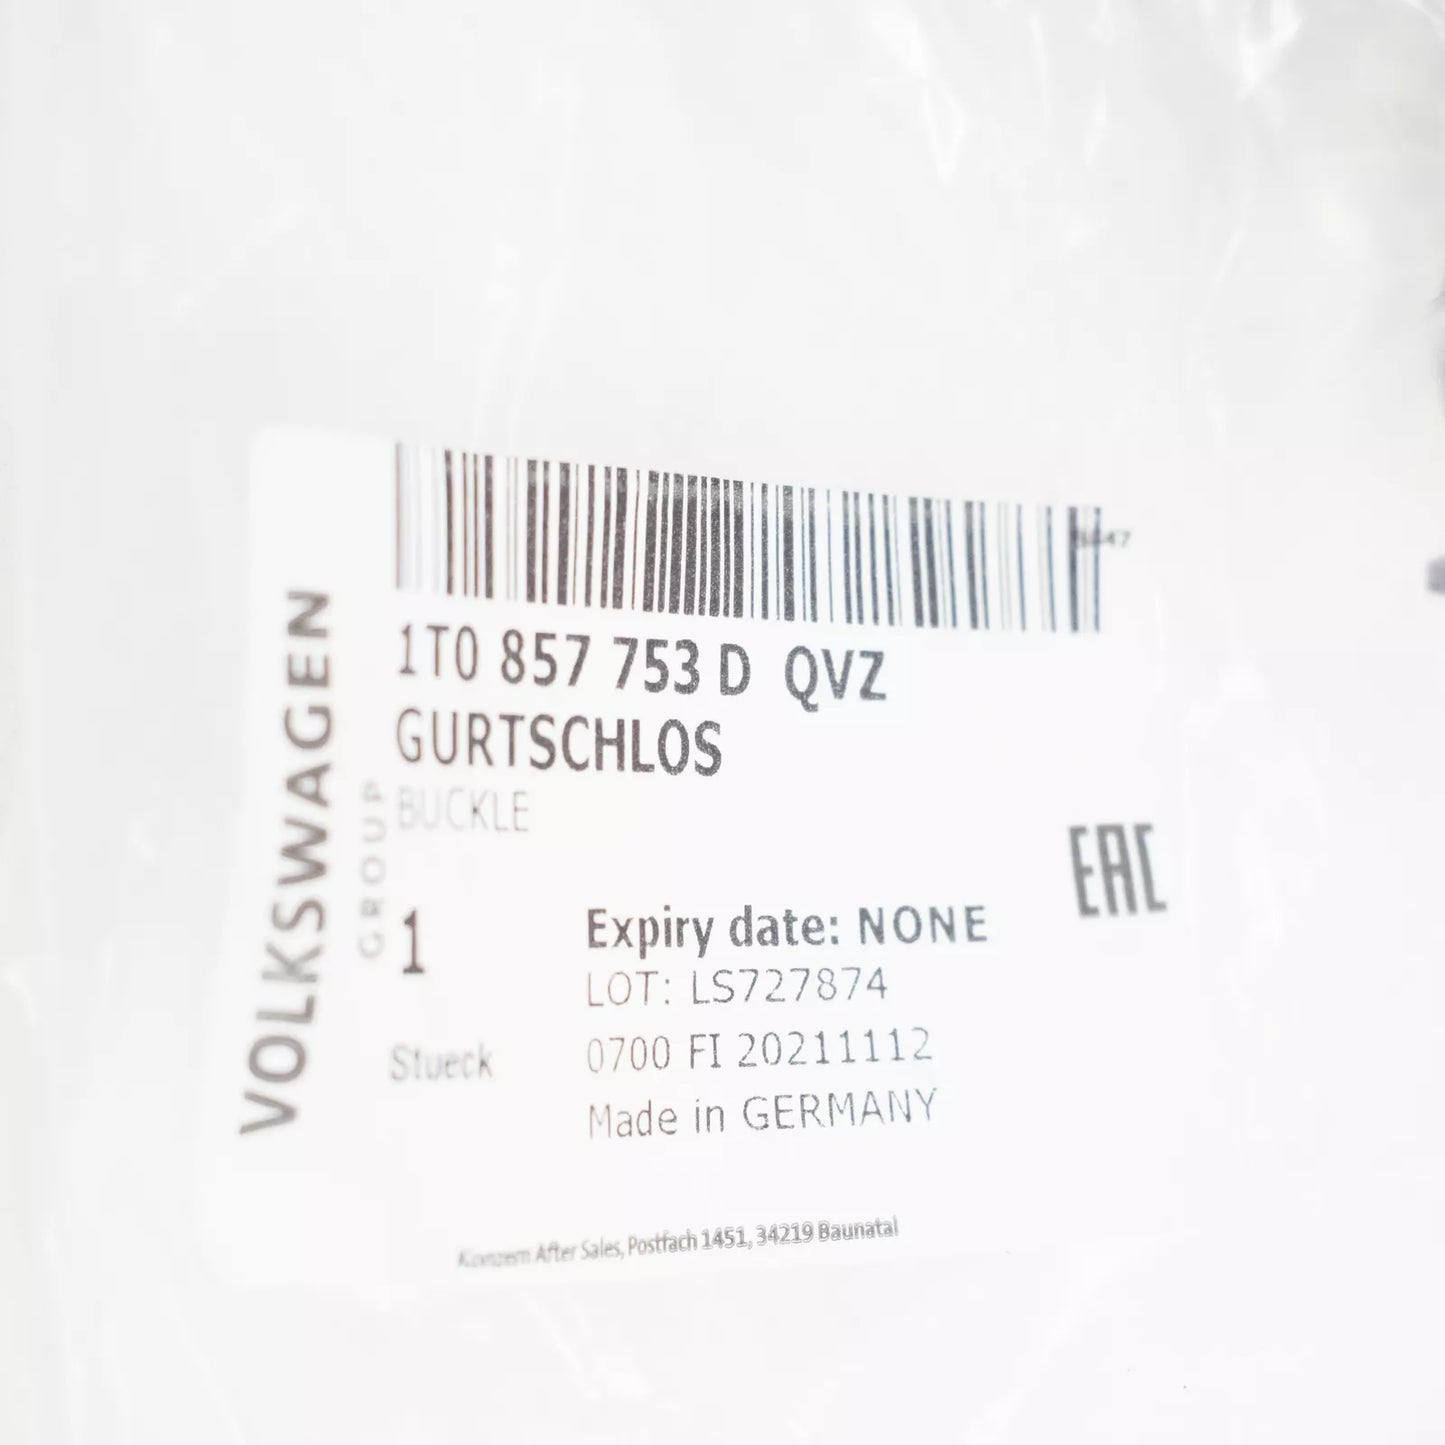 VOLKSWAGEN
GROUP
1T0 857 753 D QVZ
GURTSCHLOS
BUCKLE
1
Stueck
Expiry date: NONE
LOT: LS727874
0700 FI 20211112
Made in GERMANY
EAC
Konzern After Sales, Postfach 1451, 34219 Baunatal